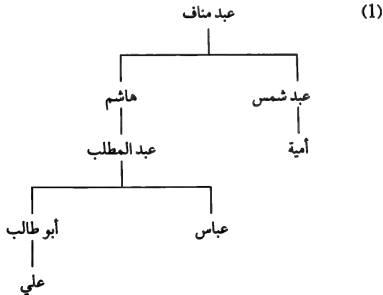 (1) عبد مناف
عبد شمس هاشم
أمية عبد المطلب
عباس أبو طالب
علي